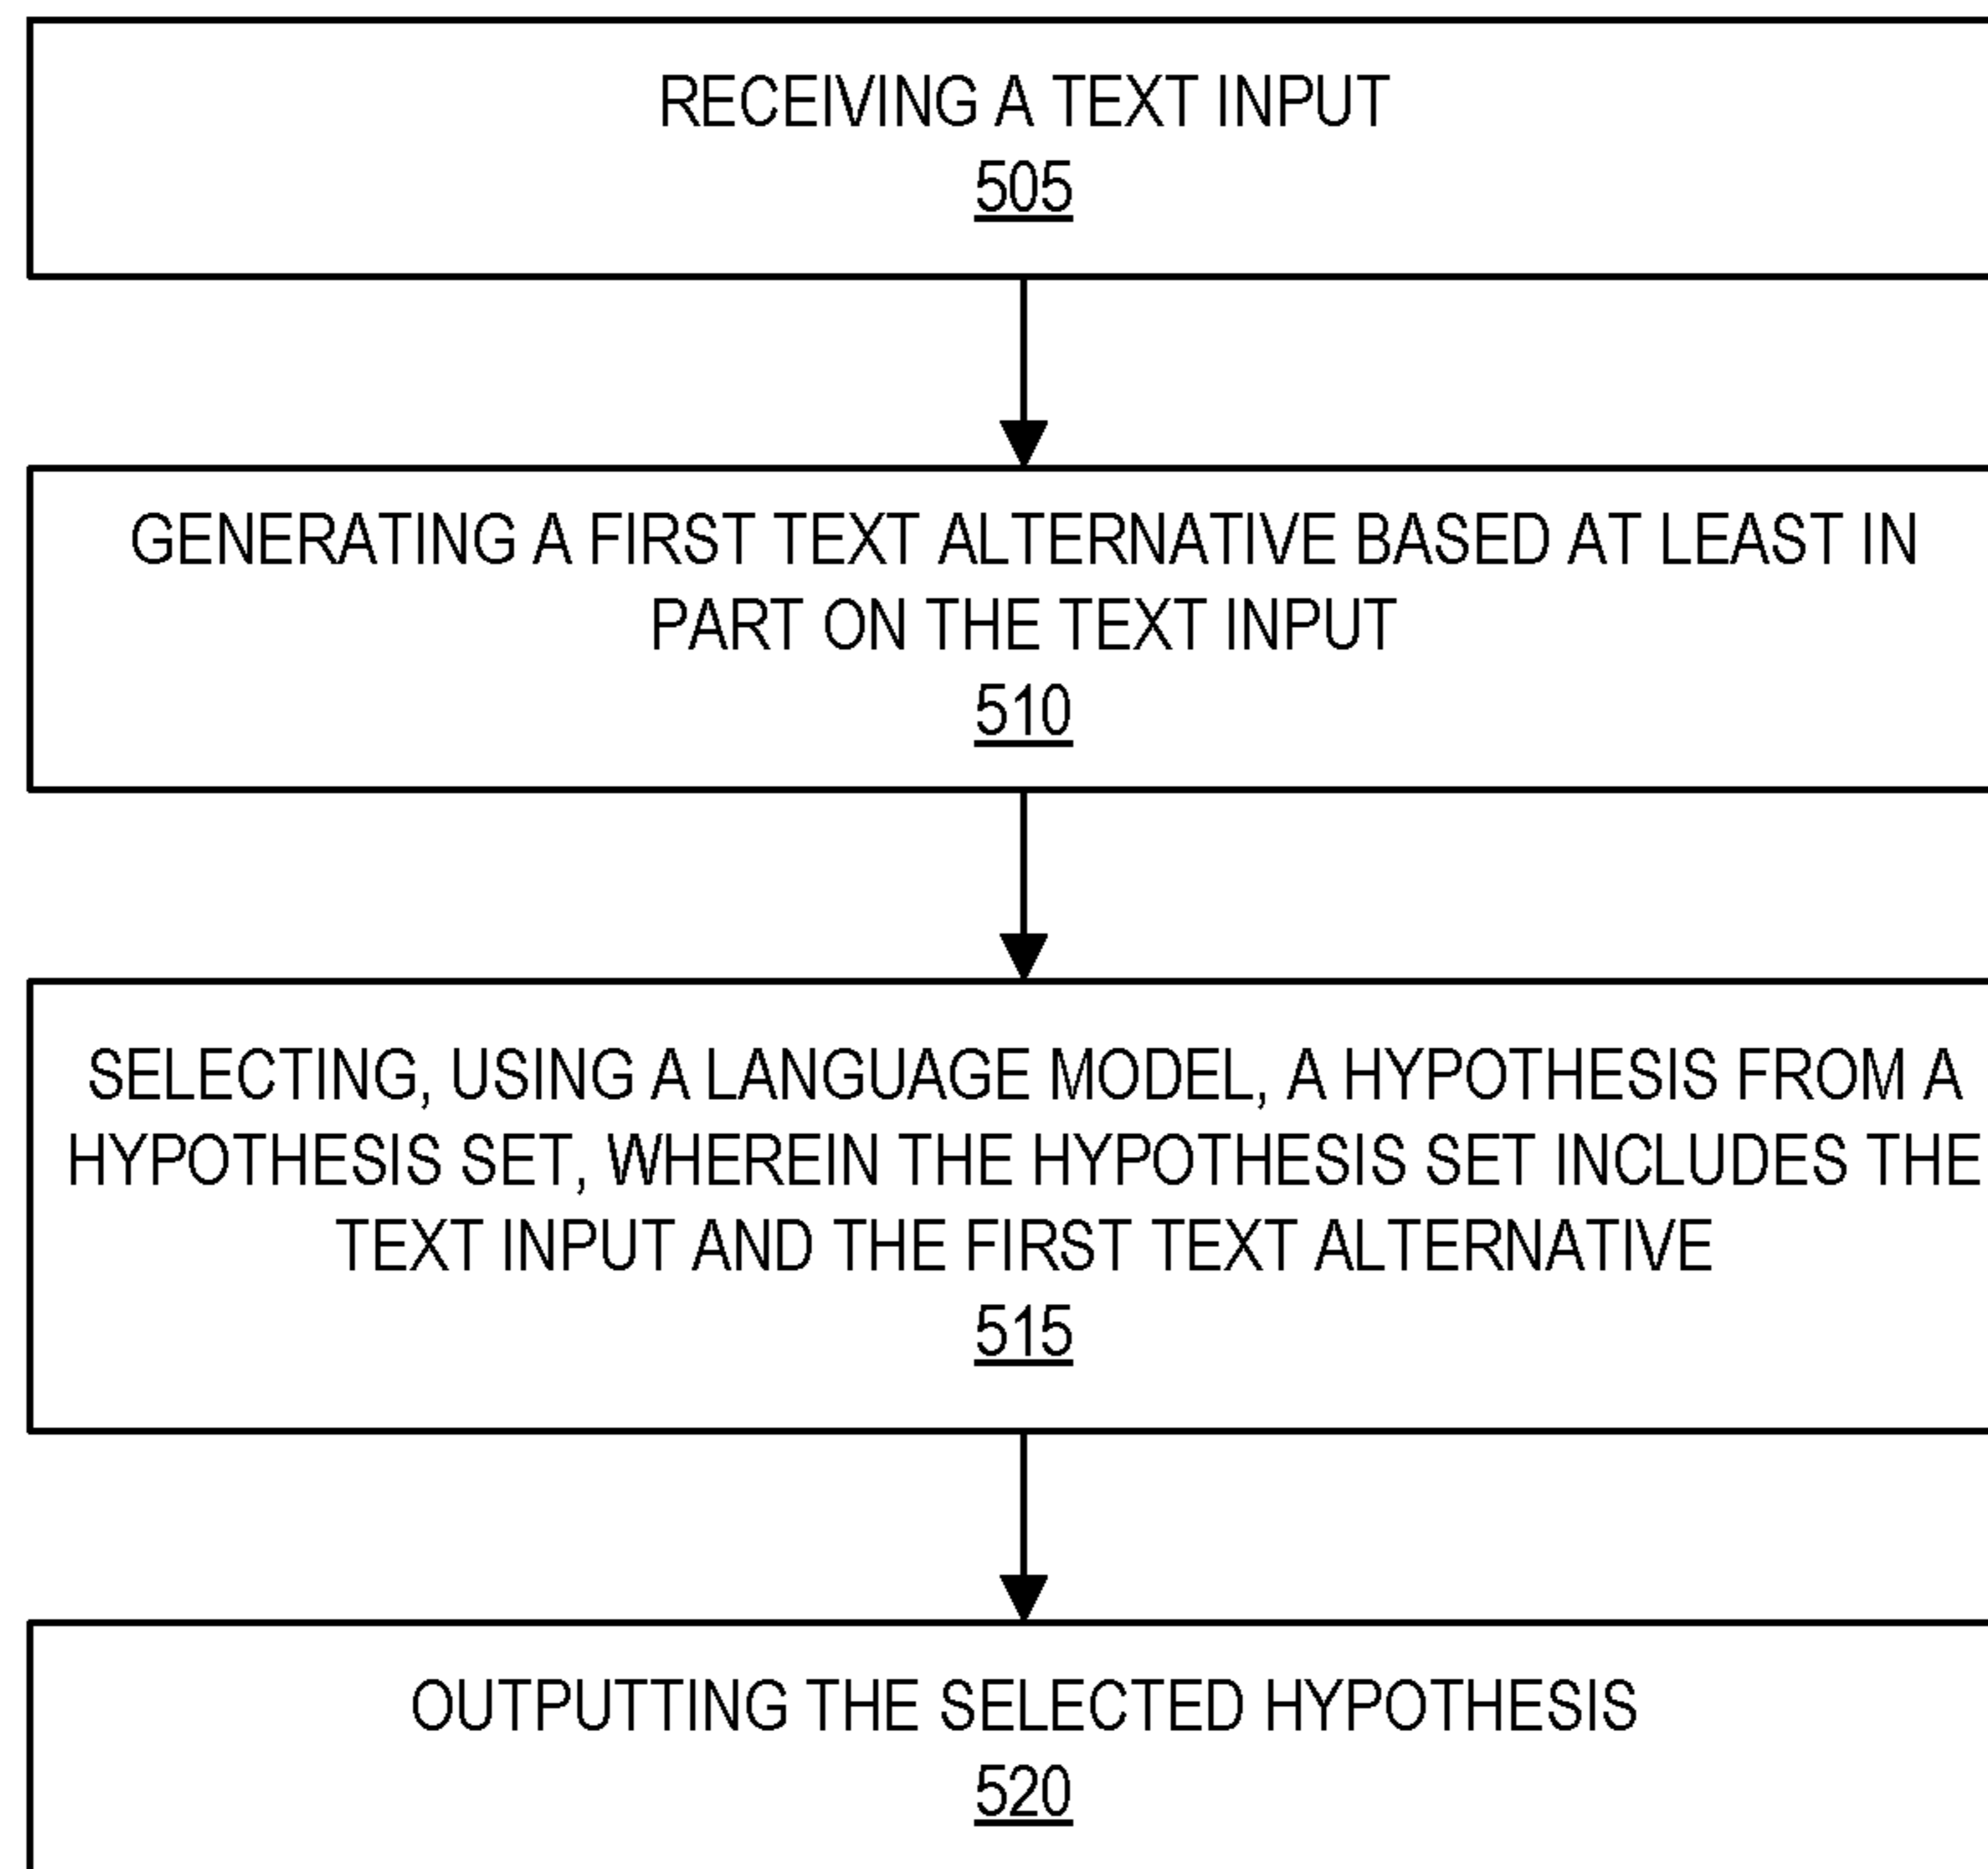 RECEIVING A TEXT INPUT
505
GENERATING A FIRST TEXT ALTERNATIVE BASED AT LEAST IN
PART ON THE TEXT INPUT
510
SELECTING, USING A LANGUAGE MODEL, A HYPOTHESIS FROM A
HYPOTHESIS SET, WHEREIN THE HYPOTHESIS SET INCLUDES THE
TEXT INPUT AND THE FIRST TEXT ALTERNATIVE
515
OUTPUTTING THE SELECTED HYPOTHESIS
520